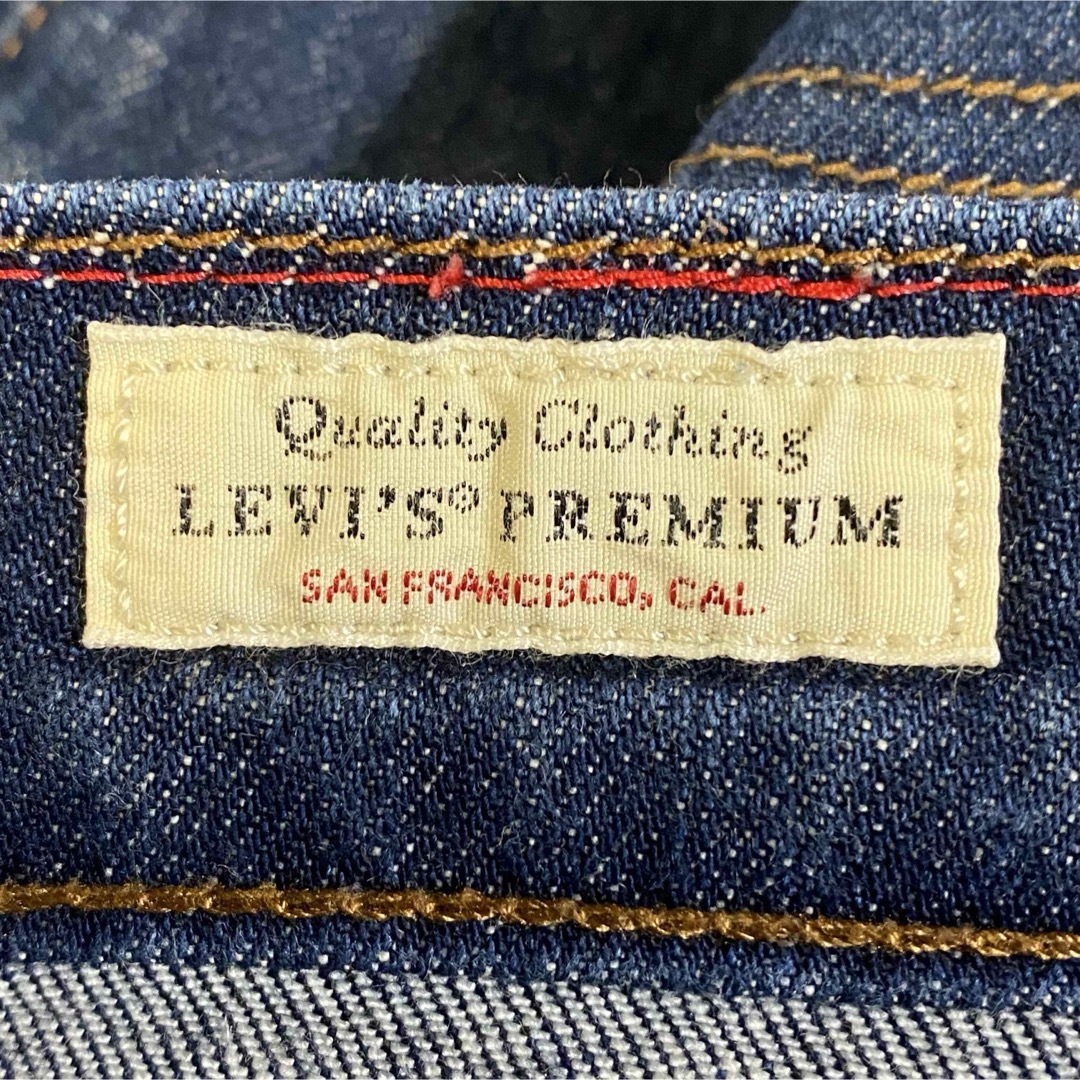 Quality Clothing
LEVI'S® PREMIUM
SAN FRANCISCO, CAL.